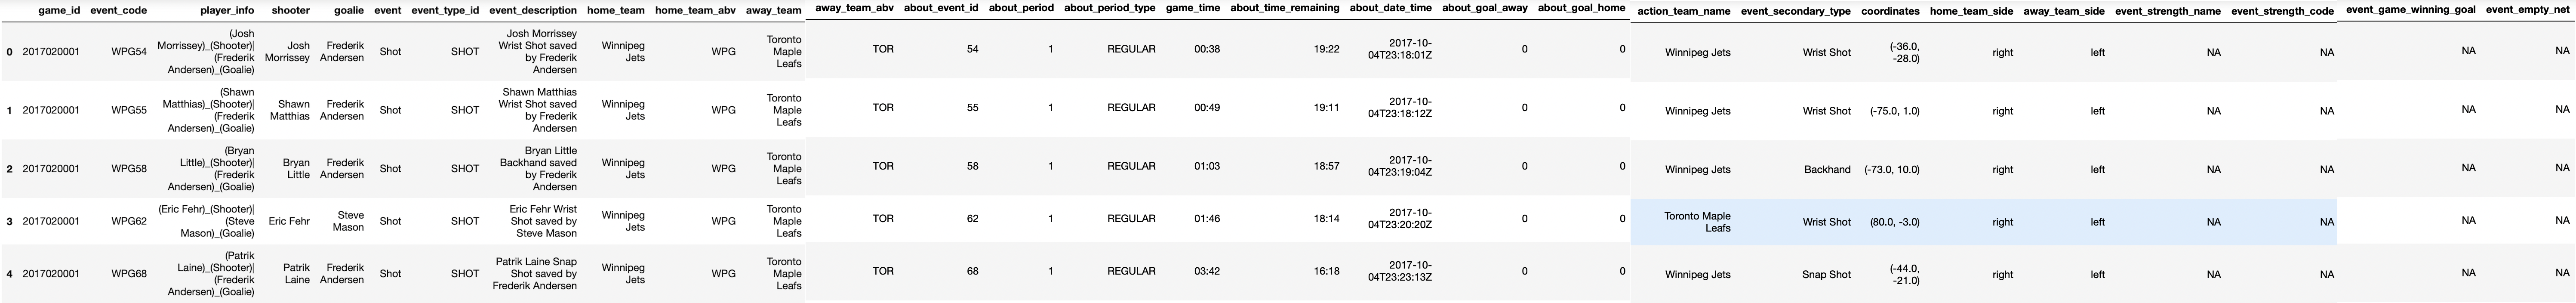 game_id event_code player_info shooter goalie event event_type_id event_description home_team home_team_abv away_team away_team_abv about_event_id about_period about_period_type game_time about_time_remaining about_date_time about_goal_away about_goal_home action_team_name event_secondary_type coordinates home_team_side away_team_side event_strength_name event_strength_code event_game_winning_goal event_empty_net
0 2017020001 WPG54 (Josh Morrissey)_(Shooter)|(Frederik Andersen)_(Goalie) Josh Morrissey Frederik Andersen Shot SHOT Josh Morrissey Wrist Shot saved by Frederik Andersen Winnipeg Jets WPG Toronto Maple Leafs TOR 54 1 REGULAR 00:38 19:22 2017-10-04T23:18:01Z 0 0 Winnipeg Jets Wrist Shot (-36.0, -28.0) right left NA NA NA NA
1 2017020001 WPG55 (Shawn Matthias)_(Shooter)|(Frederik Andersen)_(Goalie) Shawn Matthias Frederik Andersen Shot SHOT Shawn Matthias Wrist Shot saved by Frederik Andersen Winnipeg Jets WPG Toronto Maple Leafs TOR 55 1 REGULAR 00:49 19:11 2017-10-04T23:18:12Z 0 0 Winnipeg Jets Wrist Shot (-75.0, 1.0) right left NA NA NA NA
2 2017020001 WPG58 (Bryan Little)_(Shooter)|(Frederik Andersen)_(Goalie) Bryan Little Frederik Andersen Shot SHOT Bryan Little Backhand saved by Frederik Andersen Winnipeg Jets WPG Toronto Maple Leafs TOR 58 1 REGULAR 01:03 18:57 2017-10-04T23:19:04Z 0 0 Winnipeg Jets Backhand (-73.0, 10.0) right left NA NA NA NA
3 2017020001 WPG62 (Eric Fehr)_(Shooter)|(Steve Mason)_(Goalie) Eric Fehr Steve Mason Shot SHOT Eric Fehr Wrist Shot saved by Steve Mason Winnipeg Jets WPG Toronto Maple Leafs TOR 62 1 REGULAR 01:46 18:14 2017-10-04T23:20:20Z 0 0 Toronto Maple Leafs Wrist Shot (80.0, -3.0) right left NA NA NA NA
4 2017020001 WPG68 (Patrik Laine)_(Shooter)|(Frederik Andersen)_(Goalie) Patrik Laine Frederik Andersen Shot SHOT Patrik Laine Snap Shot saved by Frederik Andersen Winnipeg Jets WPG Toronto Maple Leafs TOR 68 1 REGULAR 03:42 16:18 2017-10-04T23:23:13Z 0 0 Winnipeg Jets Snap Shot (-44.0, -21.0) right left NA NA NA NA